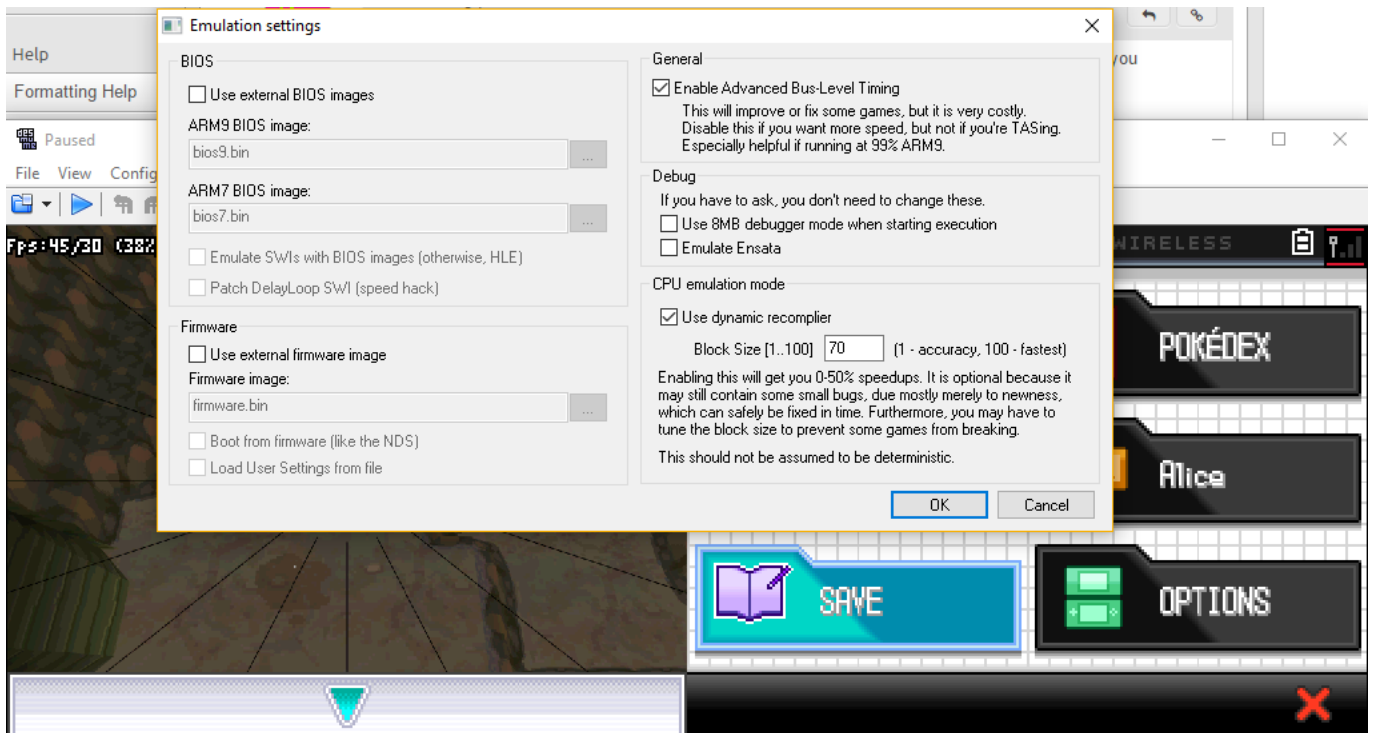 Emulation settings
Help
Formatting Help
you
Paused
File View Config
Fps:45/30 (38%
BIOS
Use external BIOS images
ARM9 BIOS image:
bios9.bin
...
ARM7 BIOS image:
bios7.bin
...
Emulate SWIs with BIOS images (otherwise, HLE)
Patch DelayLoop SWI (speed hack)
Firmware
Use external firmware image
Firmware image:
firmware.bin
...
Boot from firmware (like the NDS)
Load User Settings from file
General
Enable Advanced Bus-Level Timing
This will improve or fix some games, but it is very costly.
Disable this if you want more speed, but not if you're TASing.
Especially helpful if running at 99% ARM9.
Debug
If you have to ask, you don't need to change these.
Use 8MB debugger mode when starting execution
Emulate Ensata
CPU emulation mode
Use dynamic recomplier
Block Size [1..100] 70 (1 - accuracy, 100 - fastest)
Enabling this will get you 0-50% speedups. It is optional because it
may still contain some small bugs, due mostly merely to newness,
which can safely be fixed in time. Furthermore, you may have to
tune the block size to prevent some games from breaking.
This should not be assumed to be deterministic.
OK Cancel
WIRELESS
POKéDEX
Alice
SAVE
OPTIONS